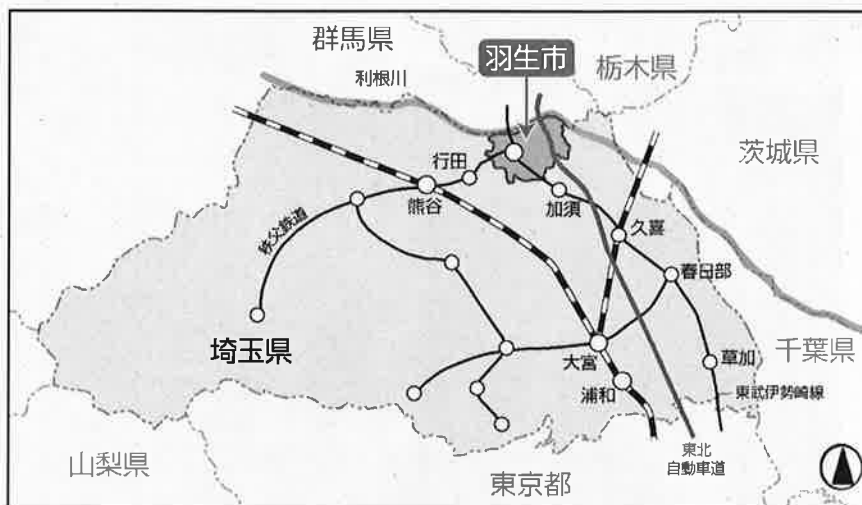 群馬県
羽生市
栃木県
利根川
茨城県
行田
熊谷
加須
久喜
秩父鉄道
春日部
埼玉県
大宮
千葉県
草加
浦和
東武伊勢崎線
東北
自動車道
山梨県
東京都